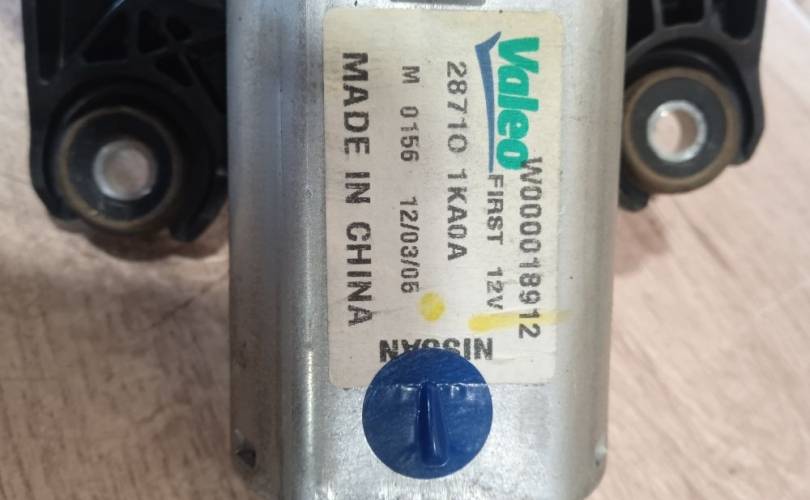 Valeo
W000018912
FIRST 12V
28710 1KA0A
M 0156 12/03/06
MADE IN CHINA
NISSAN